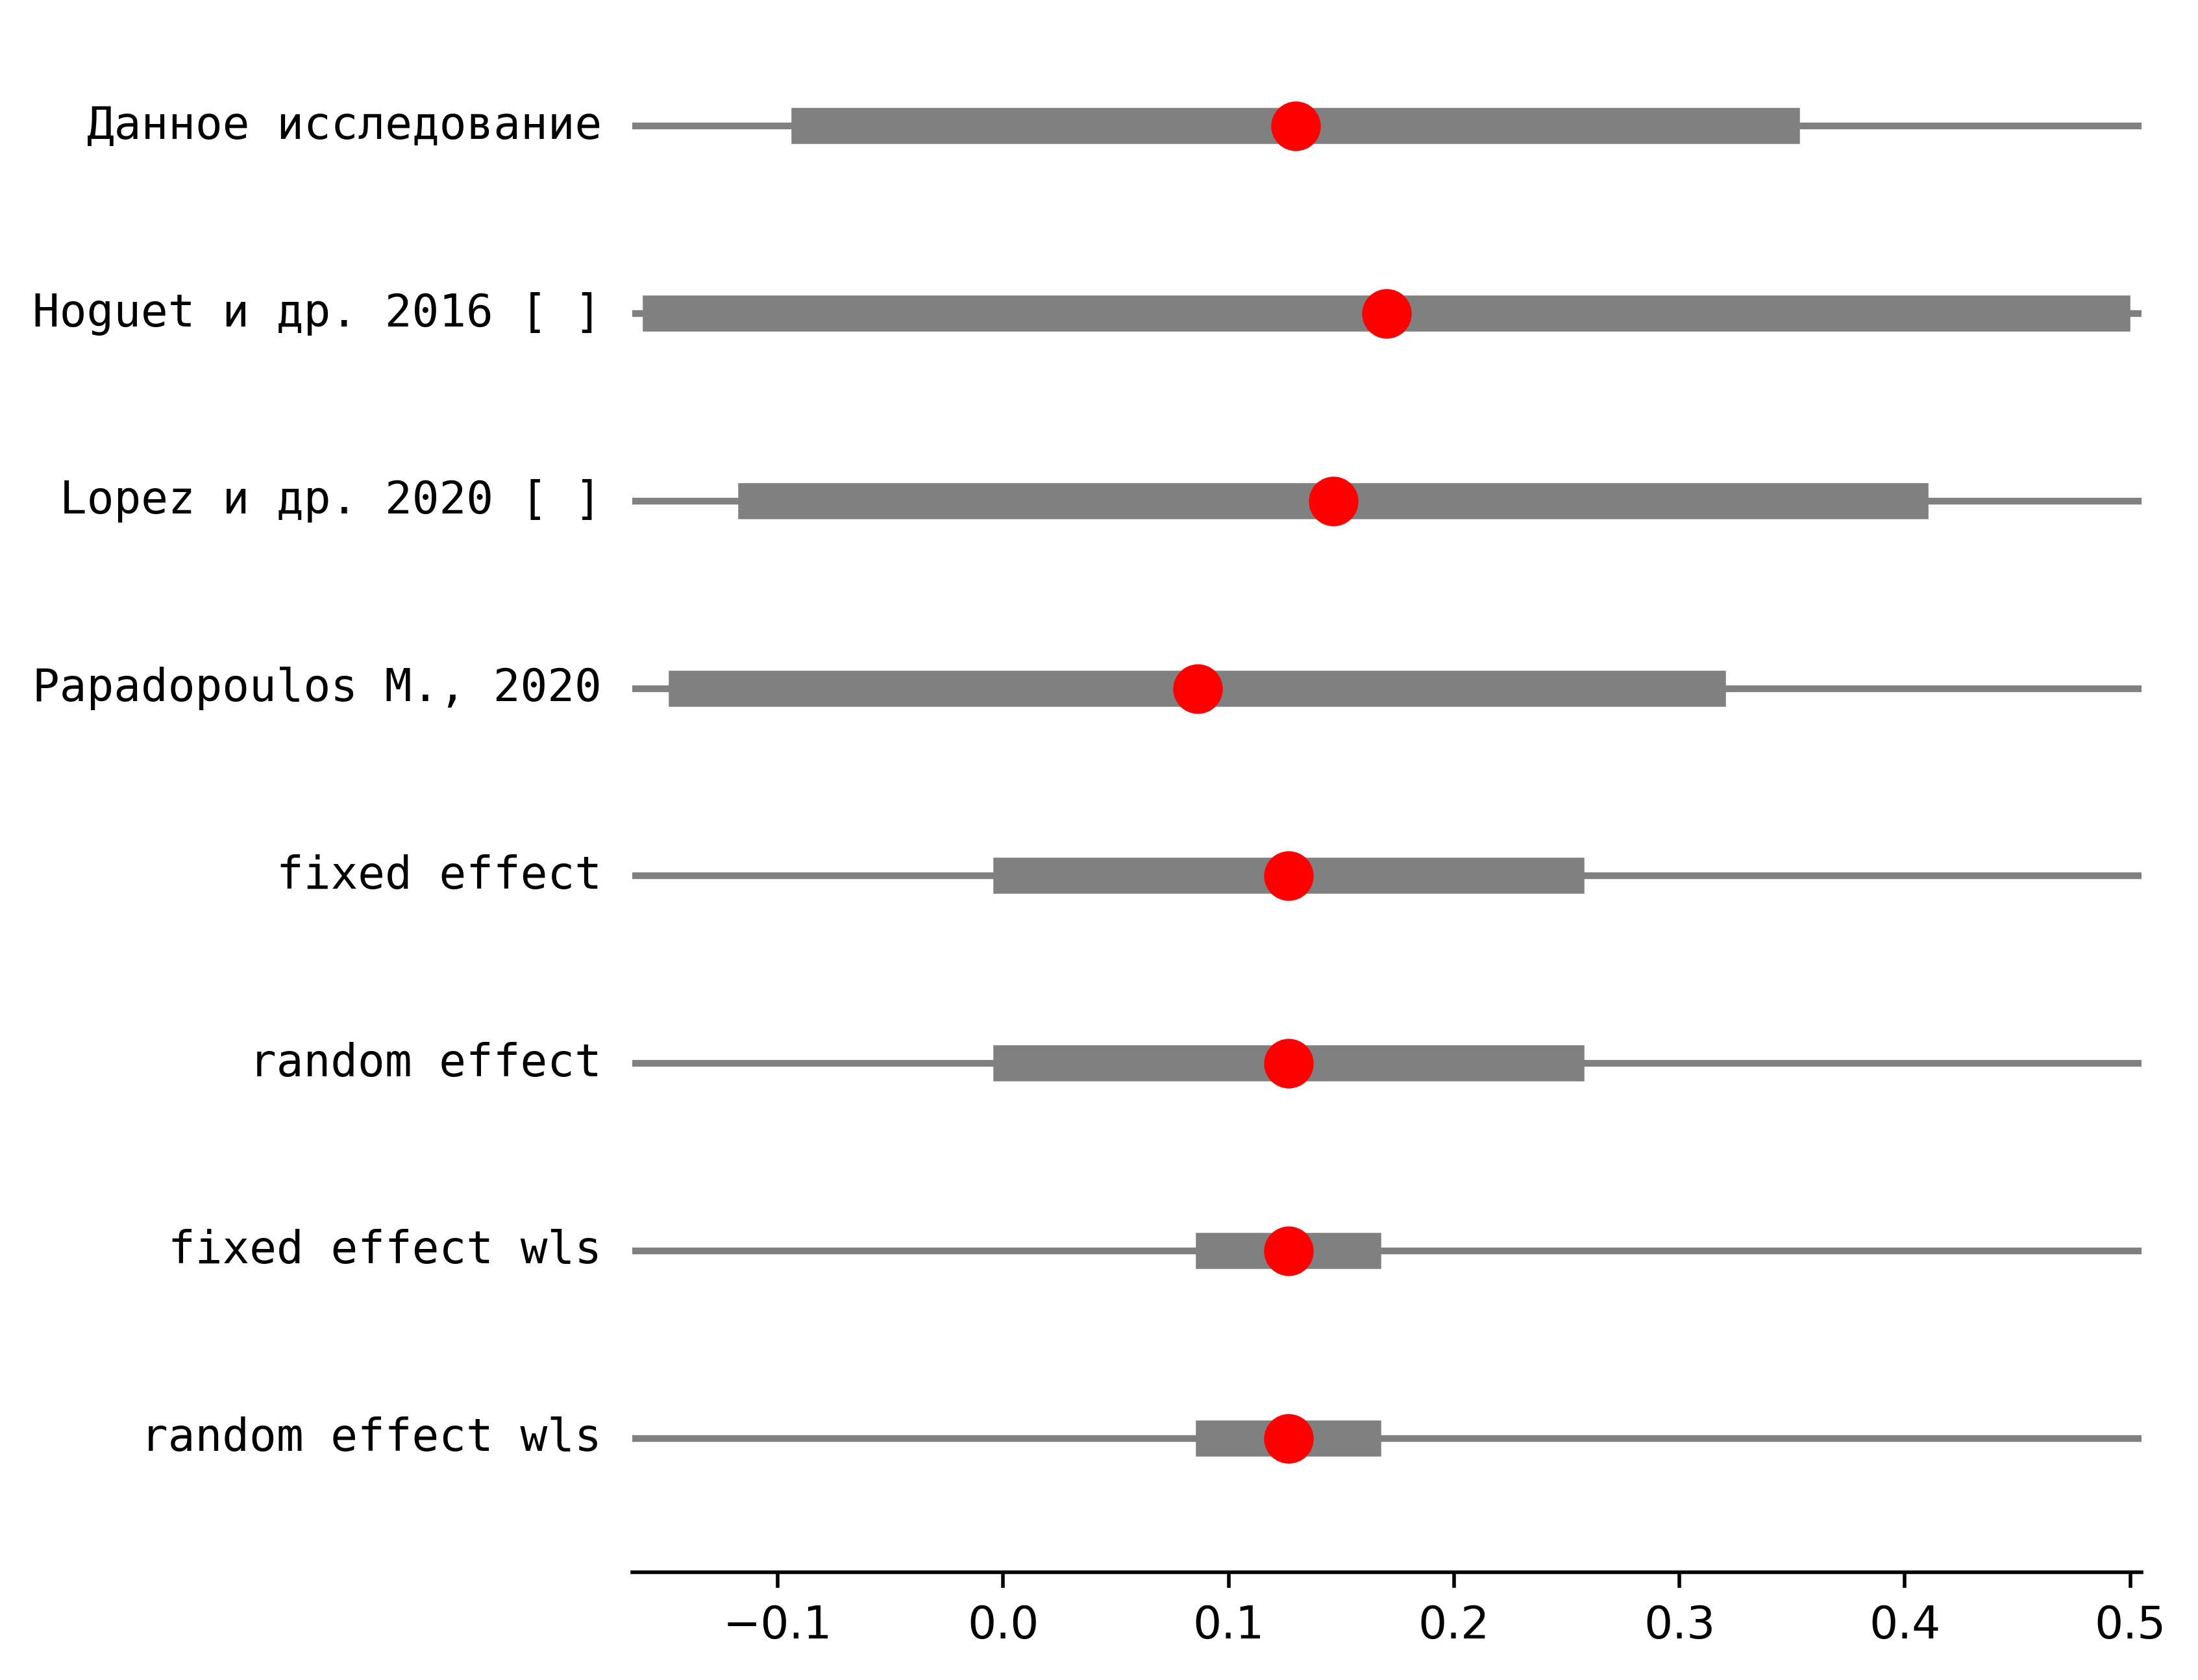 Данное исследование
Hoguet и др. 2016 [ ]
Lopez и др. 2020 [ ]
Papadopoulos M., 2020
fixed effect
random effect
fixed effect wls
random effect wls
−0.1 0.0 0.1 0.2 0.3 0.4 0.5